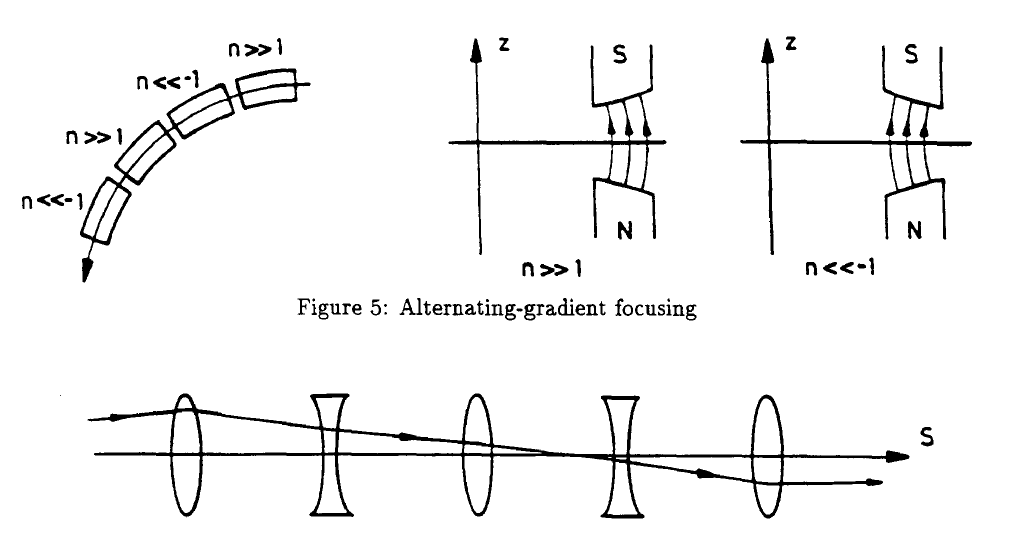 n>>1
n<<-1
n>>1
n<<-1
z
S
N
n>>1
z
S
N
n<<-1
Figure 5: Alternating-gradient focusing
S